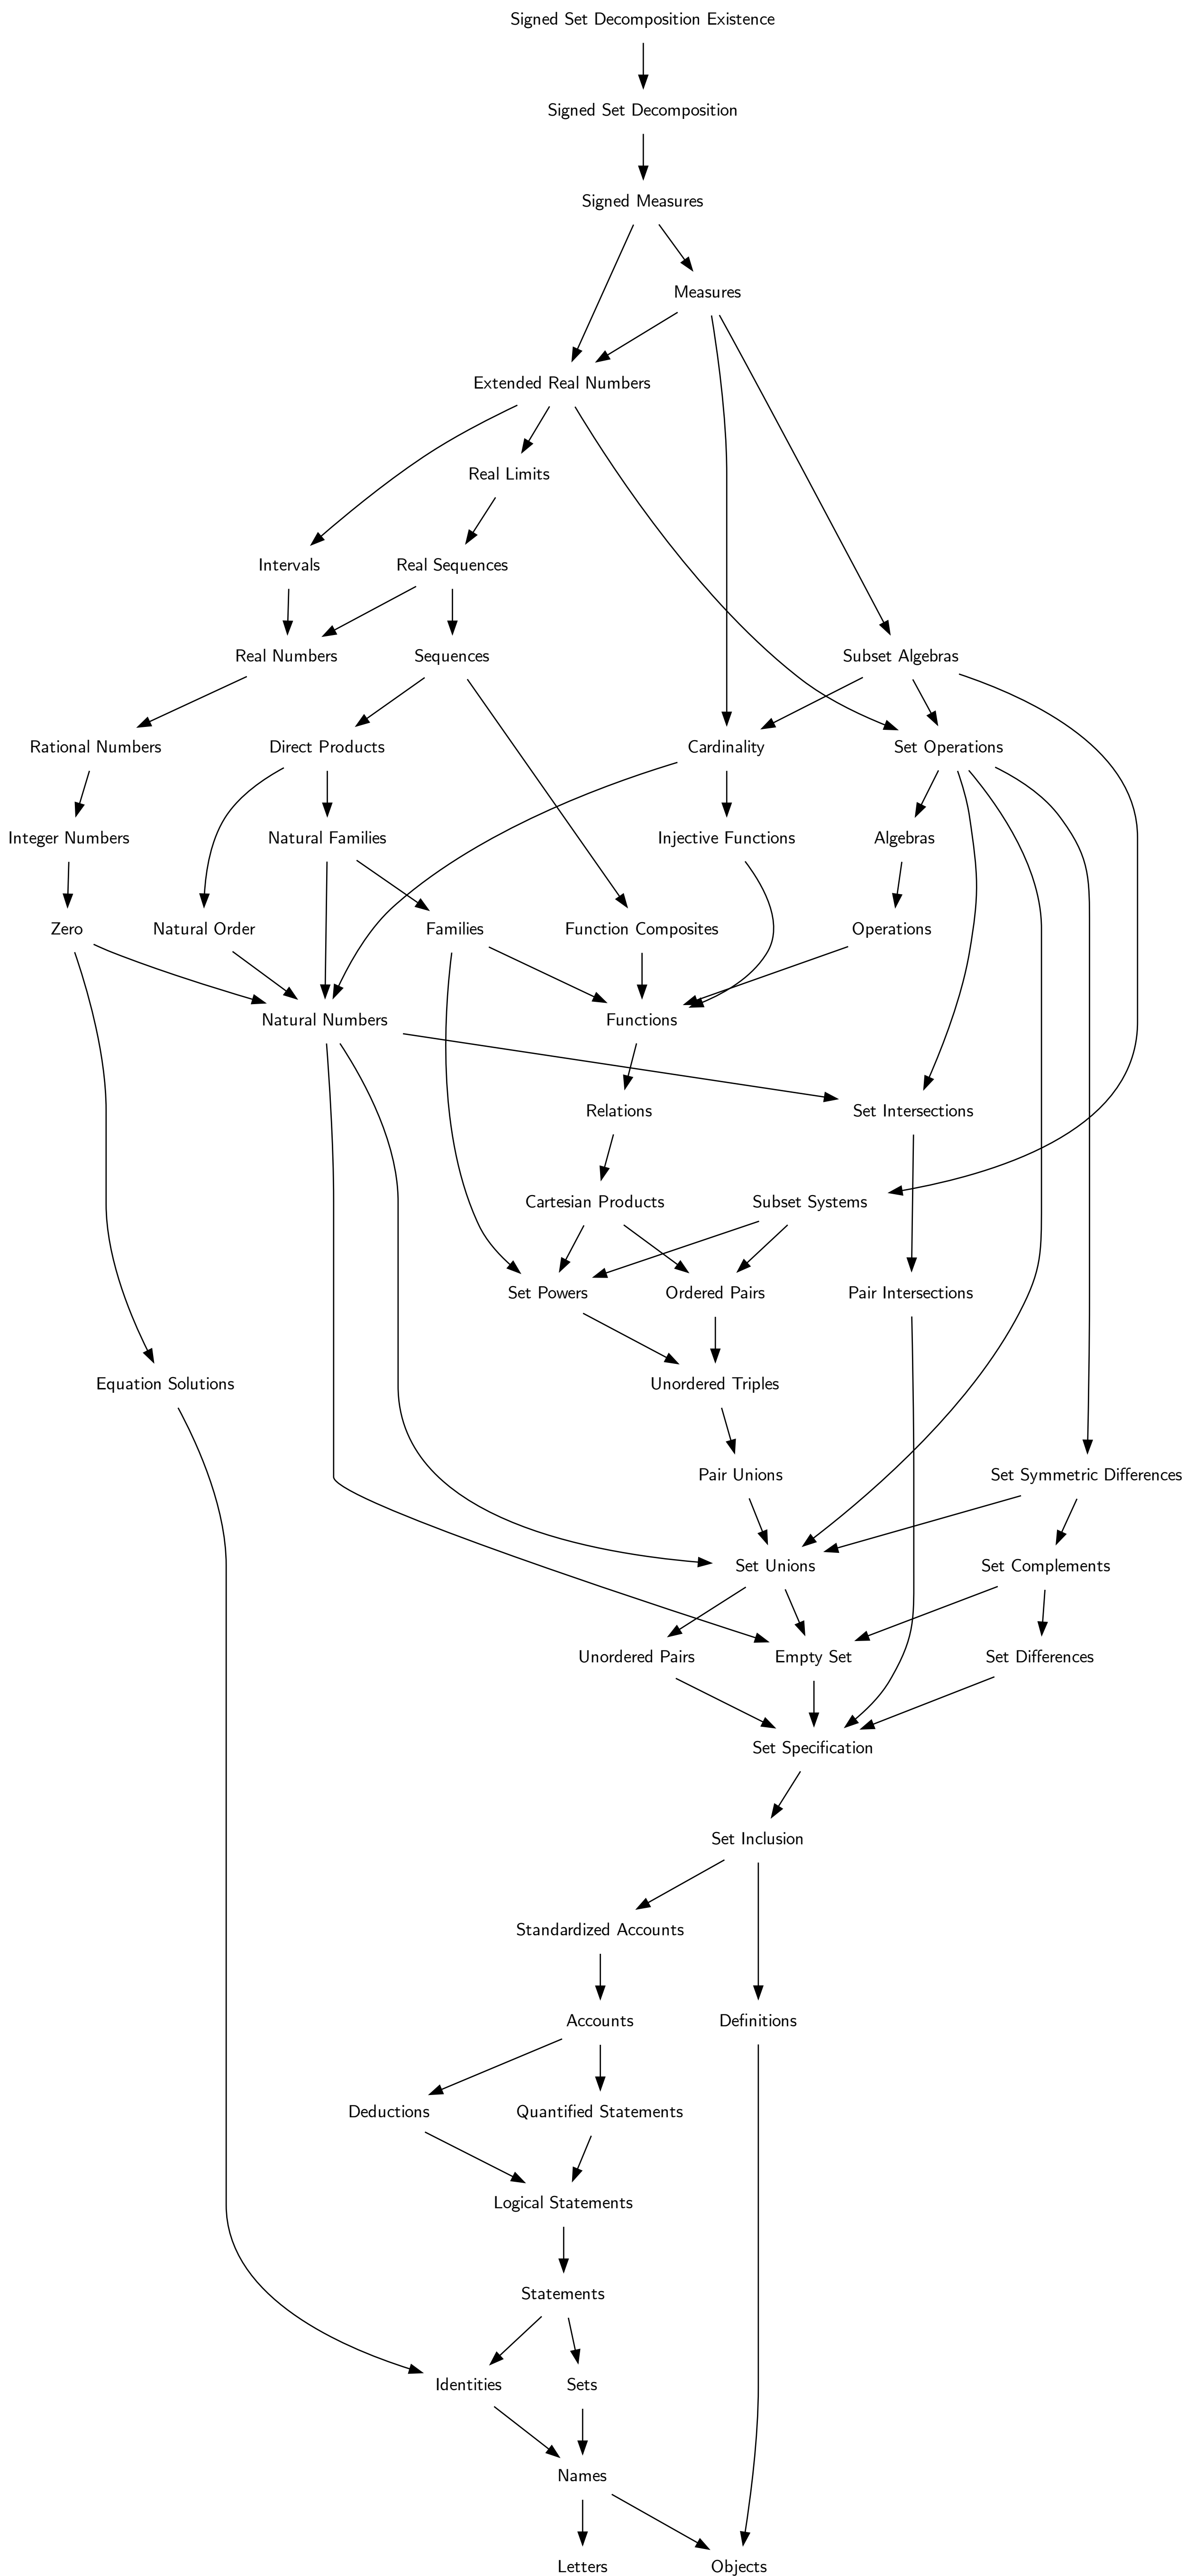 Signed Set Decomposition Existence
Signed Set Decomposition
Signed Measures
Measures
Extended Real Numbers
Real Limits
Intervals
Real Sequences
Real Numbers
Sequences
Subset Algebras
Rational Numbers
Direct Products
Cardinality
Set Operations
Integer Numbers
Natural Families
Injective Functions
Algebras
Zero
Natural Order
Families
Function Composites
Operations
Natural Numbers
Functions
Relations
Set Intersections
Cartesian Products
Subset Systems
Set Powers
Ordered Pairs
Pair Intersections
Equation Solutions
Unordered Triples
Pair Unions
Set Symmetric Differences
Set Unions
Set Complements
Unordered Pairs
Empty Set
Set Differences
Set Specification
Set Inclusion
Standardized Accounts
Accounts
Definitions
Deductions
Quantified Statements
Logical Statements
Statements
Identities
Sets
Names
Letters
Objects